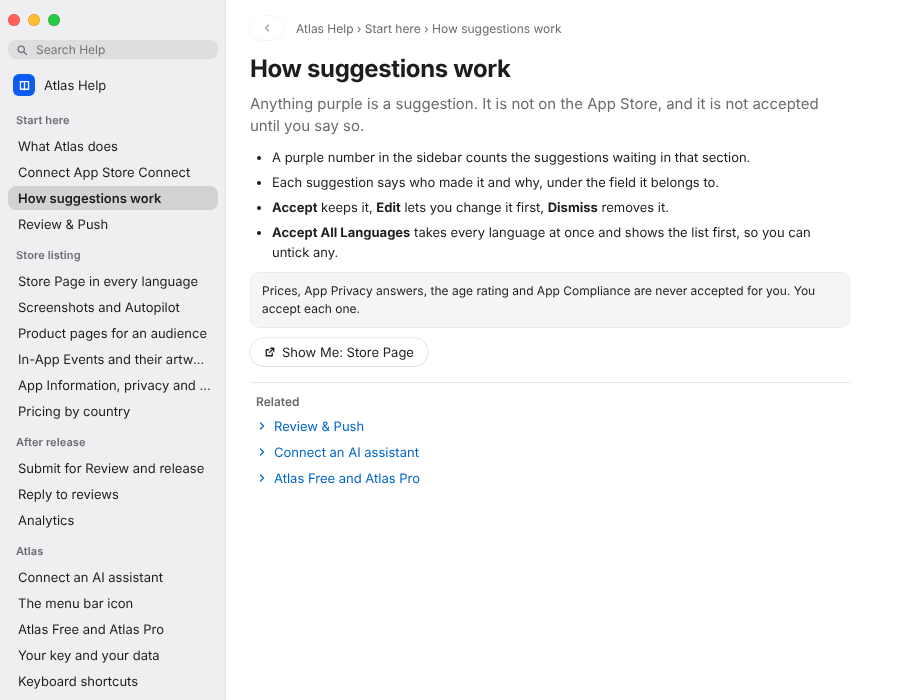 Search Help
Atlas Help
Start here
What Atlas does
Connect App Store Connect
How suggestions work
Review & Push
Store listing
Store Page in every language
Screenshots and Autopilot
Product pages for an audience
In-App Events and their artw...
App Information, privacy and ...
Pricing by country
After release
Submit for Review and release
Reply to reviews
Analytics
Atlas
Connect an AI assistant
The menu bar icon
Atlas Free and Atlas Pro
Your key and your data
Keyboard shortcuts
Atlas Help › Start here › How suggestions work
How suggestions work
Anything purple is a suggestion. It is not on the App Store, and it is not accepted
until you say so.
• A purple number in the sidebar counts the suggestions waiting in that section.
• Each suggestion says who made it and why, under the field it belongs to.
• Accept keeps it, Edit lets you change it first, Dismiss removes it.
• Accept All Languages takes every language at once and shows the list first, so you can
untick any.
Prices, App Privacy answers, the age rating and App Compliance are never accepted for you. You
accept each one.
Show Me: Store Page
Related
Review & Push
Connect an AI assistant
Atlas Free and Atlas Pro